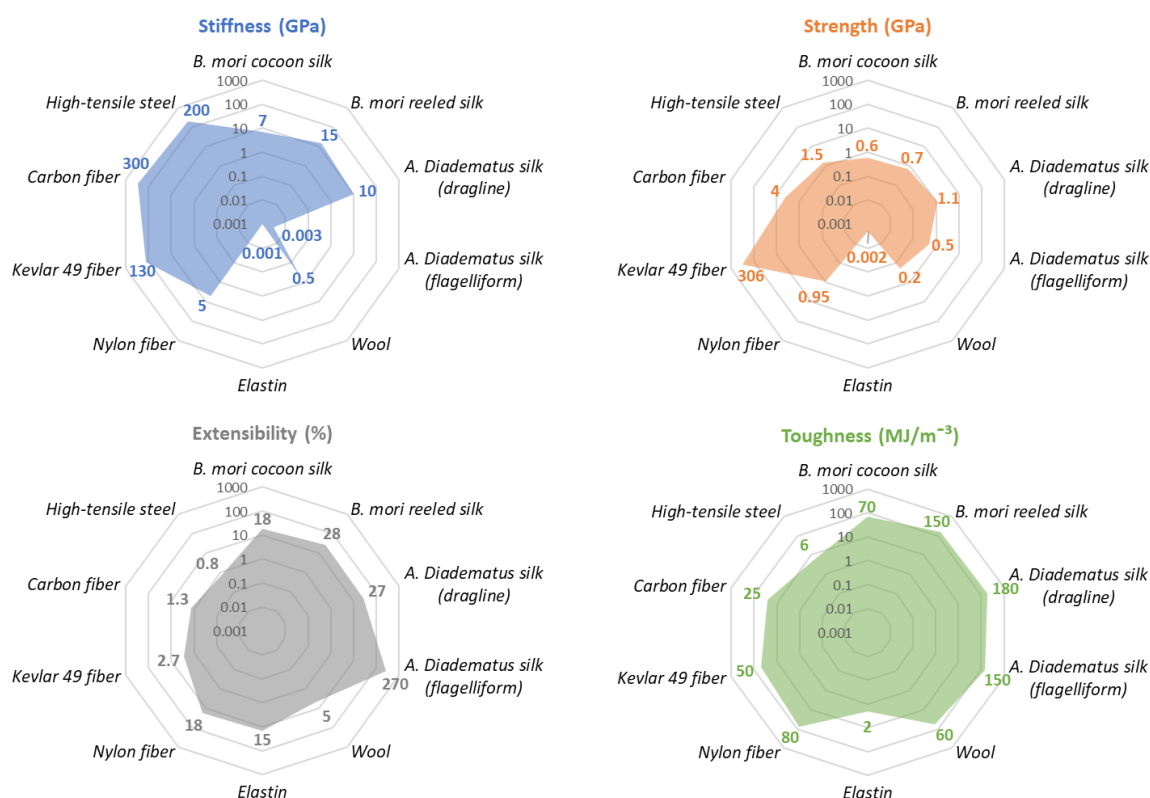 Stiffness (GPa)
B. mori cocoon silk
B. mori reeled silk
A. Diadematus silk
(dragline)
A. Diadematus silk
(flagelliform)
Wool
Elastin
Nylon fiber
Kevlar 49 fiber
Carbon fiber
High-tensile steel
1000
100
10
1
0.1
0.01
0.001
7
15
10
0.003
0.5
0.001
5
130
300
200
Strength (GPa)
B. mori cocoon silk
B. mori reeled silk
A. Diadematus silk
(dragline)
A. Diadematus silk
(flagelliform)
Wool
Elastin
Nylon fiber
Kevlar 49 fiber
Carbon fiber
High-tensile steel
1000
100
10
1
0.1
0.01
0.001
0.6
0.7
1.1
0.5
0.2
0.002
0.95
306
4
1.5
Extensibility (%)
B. mori cocoon silk
B. mori reeled silk
A. Diadematus silk
(dragline)
A. Diadematus silk
(flagelliform)
Wool
Elastin
Nylon fiber
Kevlar 49 fiber
Carbon fiber
High-tensile steel
1000
100
10
1
0.1
0.01
0.001
18
28
27
270
5
15
18
2.7
1.3
0.8
Toughness (MJ/m⁻³)
B. mori cocoon silk
B. mori reeled silk
A. Diadematus silk
(dragline)
A. Diadematus silk
(flagelliform)
Wool
Elastin
Nylon fiber
Kevlar 49 fiber
Carbon fiber
High-tensile steel
1000
100
10
1
0.1
0.01
0.001
70
150
180
150
60
2
80
50
25
6